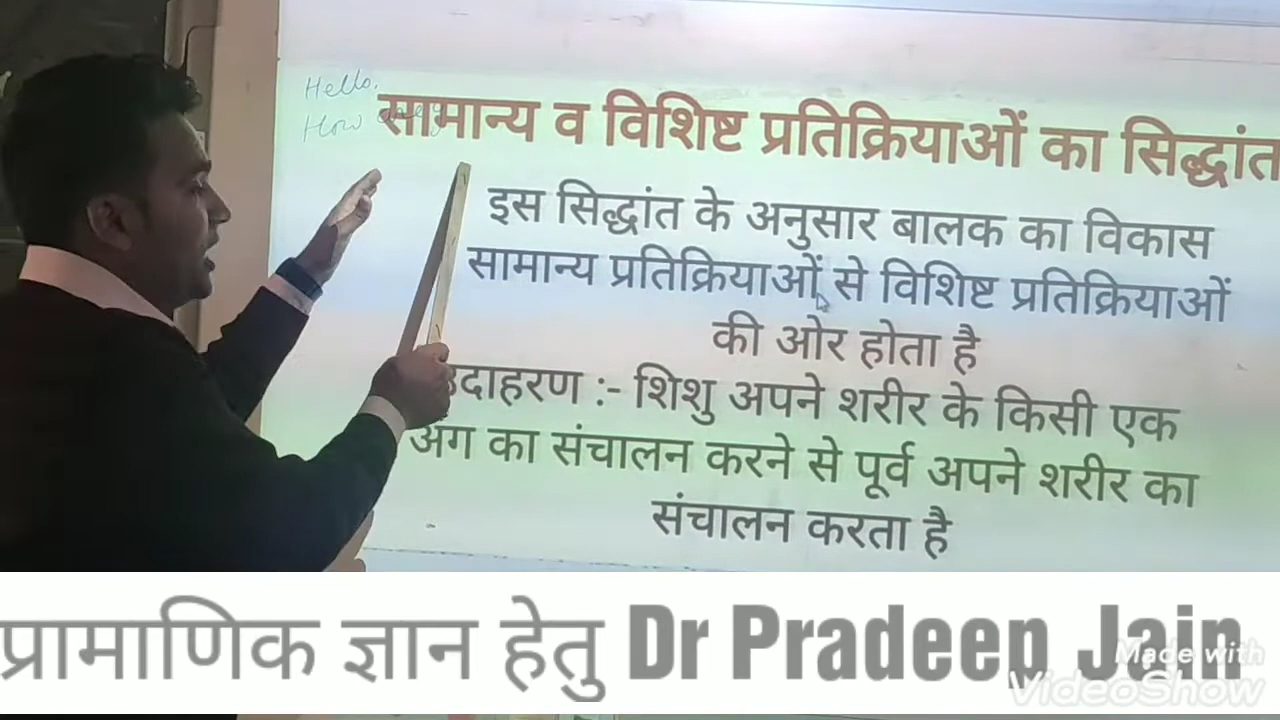 Hello.
How
सामान्य व विशिष्ट प्रतिक्रियाओं का सिद्धांत
इस सिद्धांत के अनुसार बालक का विकास
सामान्य प्रतिक्रियाओं से विशिष्ट प्रतिक्रियाओं
की ओर होता है
उदाहरण :- शिशु अपने शरीर के किसी एक
अंग का संचालन करने से पूर्व अपने शरीर का
संचालन करता है
प्रामाणिक ज्ञान हेतु Dr Pradeep Jain
Made with
VideoShow